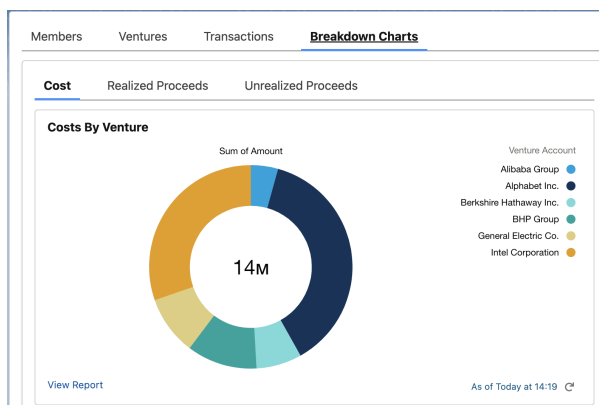 Members Ventures Transactions Breakdown Charts
Cost Realized Proceeds Unrealized Proceeds
Costs By Venture
Sum of Amount
14M
Venture Account
Alibaba Group
Alphabet Inc.
Berkshire Hathaway Inc.
BHP Group
General Electric Co.
Intel Corporation
View Report
As of Today at 14:19